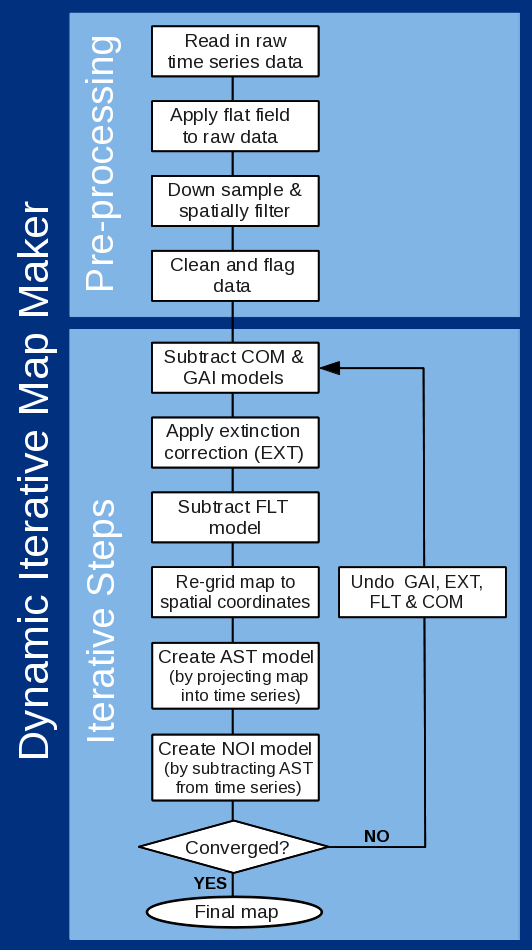 Dynamic Iterative Map Maker
Pre-processing
Read in raw
time series data
Apply flat field
to raw data
Down sample &
spatially filter
Clean and flag
data
Iterative Steps
Subtract COM &
GAI models
Apply extinction
correction (EXT)
Subtract FLT
model
Re-grid map to
spatial coordinates
Undo GAI, EXT,
FLT & COM
Create AST model
(by projecting map
into time series)
Create NOI model
(by subtracting AST
from time series)
Converged?
NO
YES
Final map